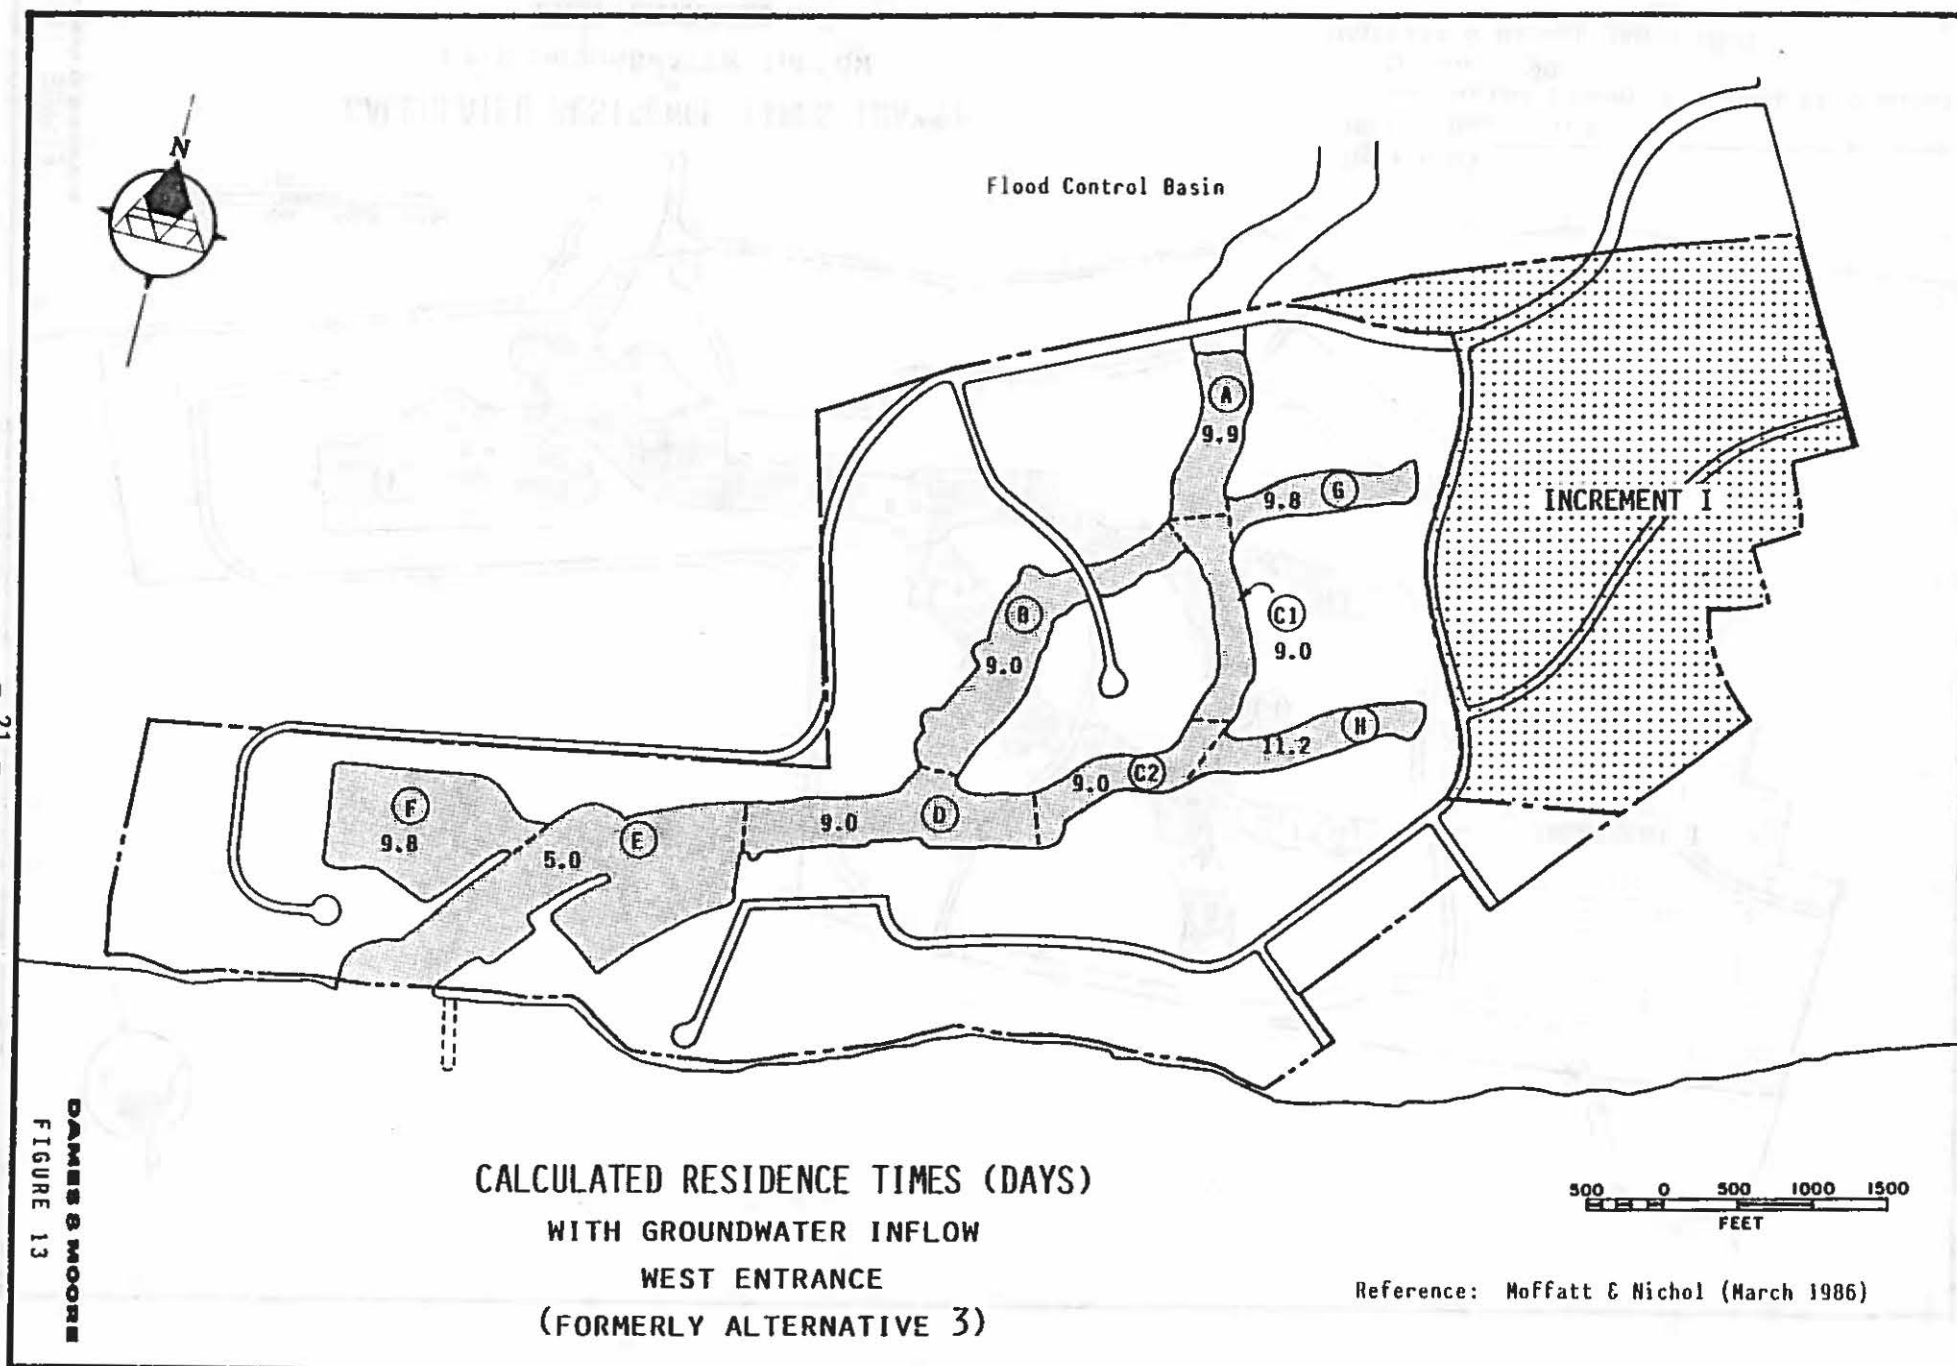 N
Flood Control Basin
A
9.9
9.8 G
INCREMENT I
B
9.0
C1
9.0
H
11.2
C2
9.0
D
9.0
F
9.8
E
5.0
21
CALCULATED RESIDENCE TIMES (DAYS)
WITH GROUNDWATER INFLOW
WEST ENTRANCE
(FORMERLY ALTERNATIVE 3)
500 0 500 1000 1500
FEET
Reference: Moffatt & Nichol (March 1986)
DAMES & MOORE
FIGURE 13